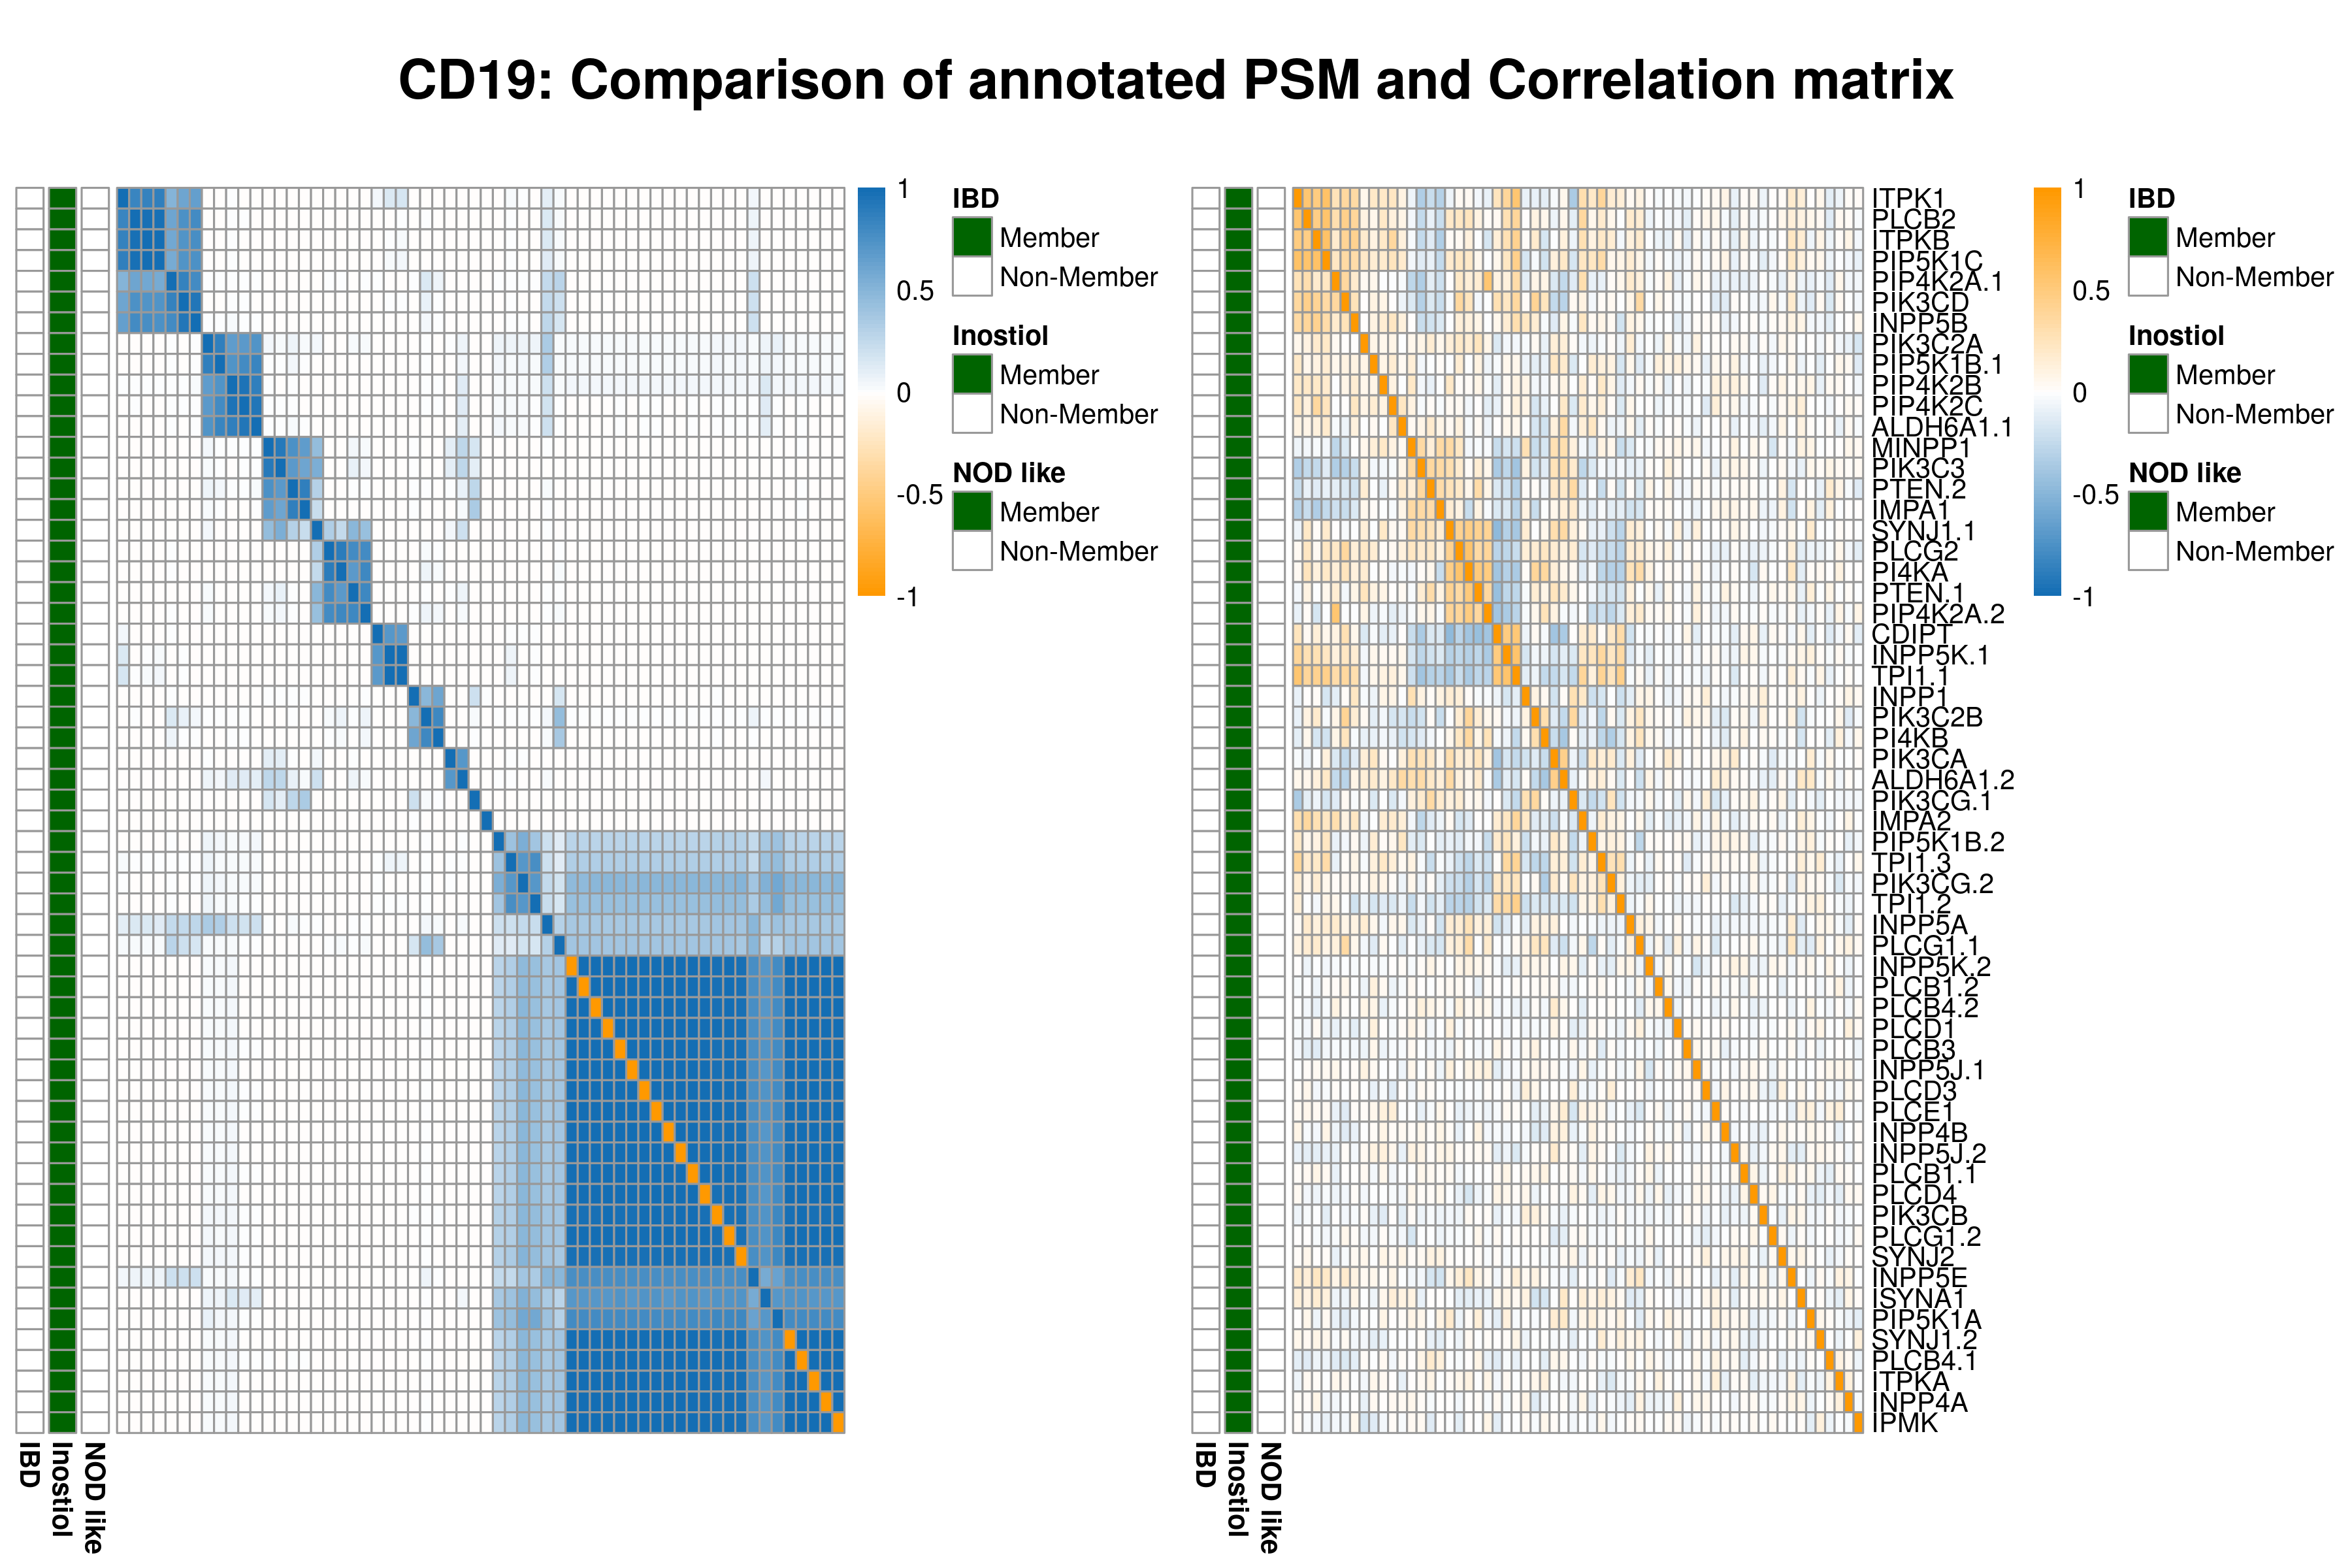 CD19: Comparison of annotated PSM and Correlation matrix
1
0.5
0
-0.5
-1
IBD
Member
Non-Member
Inostiol
Member
Non-Member
NOD like
Member
Non-Member
IBD
Inostiol
NOD like
ITPK1
PLCB2
ITPKB
PIP5K1C
PIP4K2A.1
PIK3CD
INPP5B
PIK3C2A
PIP5K1B.1
PIP4K2B
PIP4K2C
ALDH6A1.1
MINPP1
PIK3C3
PTEN.2
IMPA1
SYNJ1.1
PLCG2
PI4KA
PTEN.1
PIP4K2A.2
CDIPT
INPP5K.1
TPI1.1
INPP1
PIK3C2B
PI4KB
PIK3CA
ALDH6A1.2
PIK3CG.1
IMPA2
PIP5K1B.2
TPI1.3
PIK3CG.2
TPI1.2
INPP5A
PLCG1.1
INPP5K.2
PLCB1.2
PLCB4.2
PLCD1
PLCB3
INPP5J.1
PLCD3
PLCE1
INPP4B
INPP5J.2
PLCB1.1
PLCD4
PIK3CB
PLCG1.2
SYNJ2
INPP5E
ISYNA1
PIP5K1A
SYNJ1.2
PLCB4.1
ITPKA
INPP4A
IPMK
1
0.5
0
-0.5
-1
IBD
Member
Non-Member
Inostiol
Member
Non-Member
NOD like
Member
Non-Member
IBD
Inostiol
NOD like